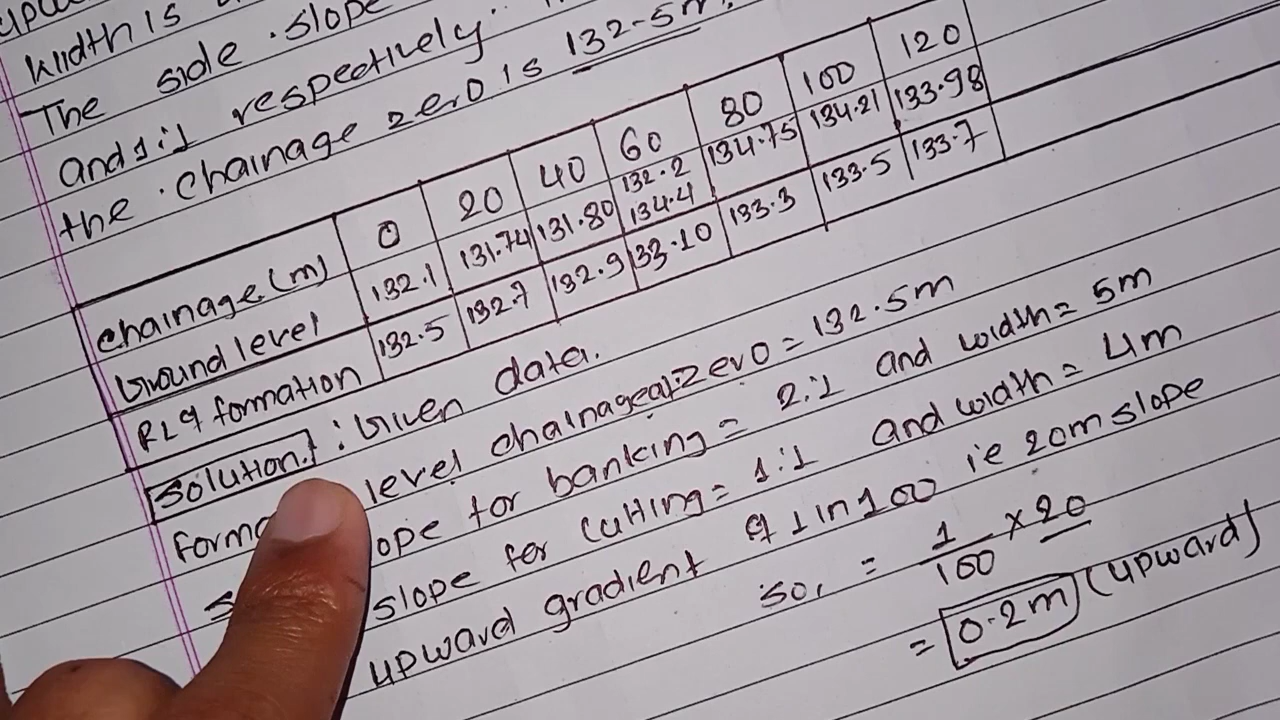 width is
The side slope
and 1:1 respectively.
the chainage zero is 132-5m.
chainage (m) 0 20 40 60 80 100 120
Ground level 132.1 131.74 131.80 132.2 134.4 134.75 134.21 133.98
RL of formation 132.5 132.7 132.9 133.10 133.3 133.5 133.7
Solution: Given data.
level chainage at zero = 132.5m
for banking = 2:1 and width = 5m
slope for cutting = 1:1 and width = 4m
upward gradient of 1 in 100 ie 20m slope
so, = 1/100 × 20
= 0.2m (upward)